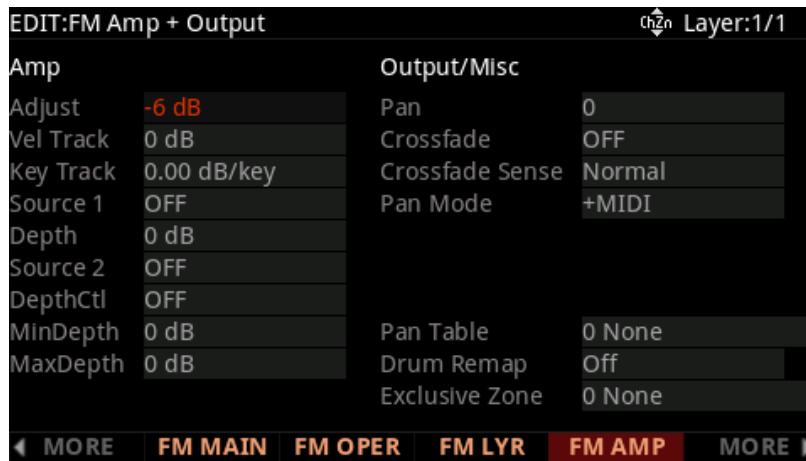 EDIT:FM Amp + Output ChZn Layer:1/1
Amp Output/Misc
Adjust -6 dB Pan 0
Vel Track 0 dB Crossfade OFF
Key Track 0.00 dB/key Crossfade Sense Normal
Source 1 OFF Pan Mode +MIDI
Depth 0 dB
Source 2 OFF
DepthCtl OFF
MinDepth 0 dB Pan Table 0 None
MaxDepth 0 dB Drum Remap Off
Exclusive Zone 0 None
MORE FM MAIN FM OPER FM LYR FM AMP MORE